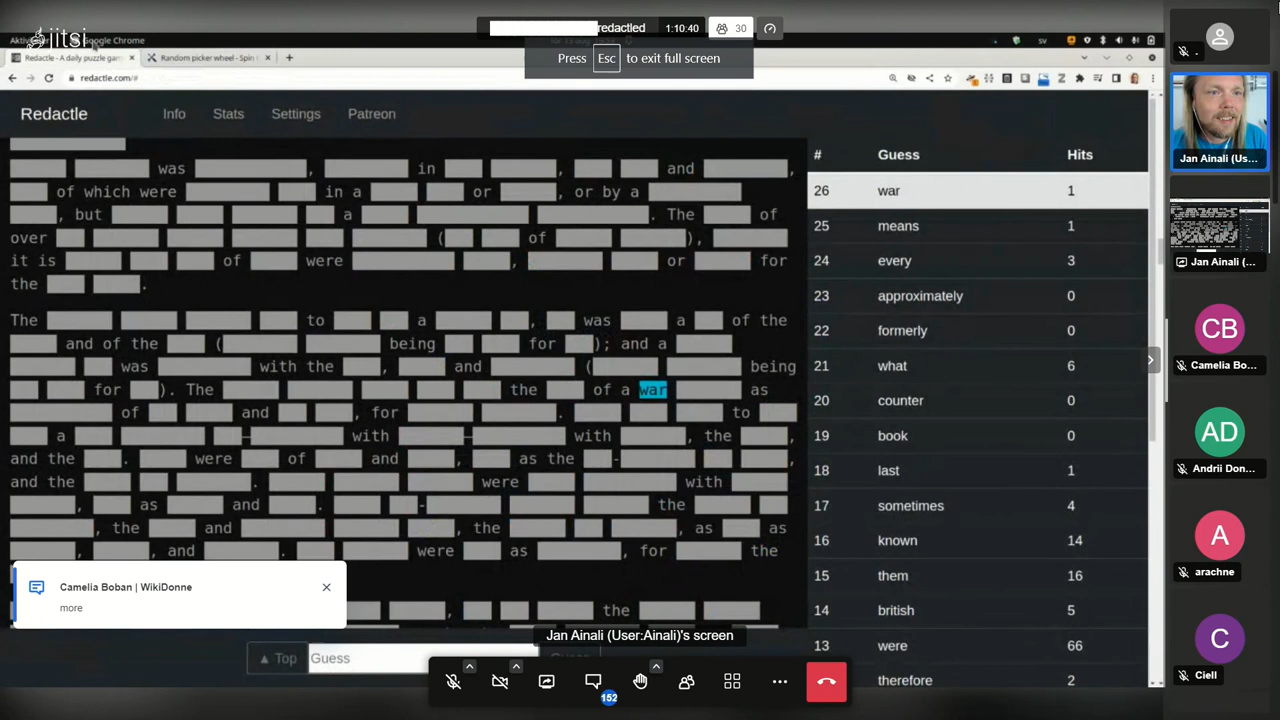 redactled 1:10:40 30
jitsi
Google Chrome
sv
Press Esc to exit full screen
Redactle - A daily puzzle gam
Random picker wheel - Spin
redactle.com/#
Redactle Info Stats Settings Patreon
was , in , and ,
of which were in a or , or by a
, but a . The of
over ( of ),
it is of were , or for
the .
The to a , was a of the
and of the ( being for ); and a
was with the , and ( being
for ). The the of a war as
of and , for . to
a – with – with , the ,
and the . were of and , as the - ,
and the . were with
, as and . - the
, the and , the , as as
, , and . were as , for the
, the
# Guess Hits
26 war 1
25 means 1
24 every 3
23 approximately 0
22 formerly 0
21 what 6
20 counter 0
19 book 0
18 last 1
17 sometimes 4
16 known 14
15 them 16
14 british 5
13 were 66
therefore 2
Camelia Boban | WikiDonne
more
Jan Ainali (User:Ainali)'s screen
▲ Top Guess
152
.
Jan Ainali (Us...
Jan Ainali (...
CB
Camelia Bo...
AD
Andrii Don...
A
arachne
C
Ciell